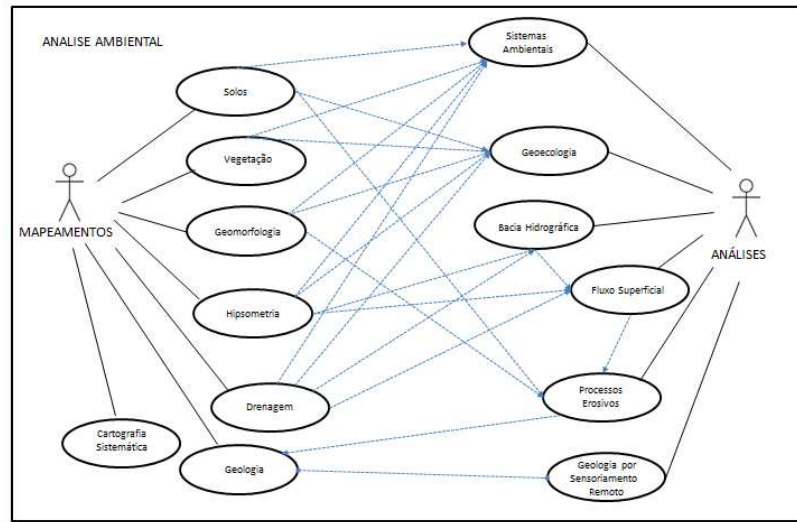 ANALISE AMBIENTAL
Sistemas
Ambientais
Solos
Vegetação
Geoecologia
MAPEAMENTOS
Geomorfologia
Bacia Hidrográfica
ANÁLISES
Hipsometria
Fluxo Superficial
Drenagem
Processos
Erosivos
Cartografia
Sistemática
Geologia
Geologia por
Sensoriamento
Remoto